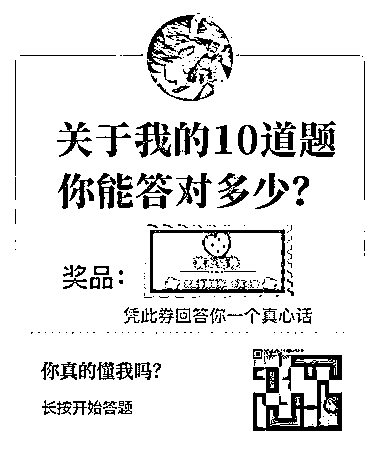 关于我的10道题
你能答对多少?
奖品:
凭此券回答你一个真心话
你真的懂我吗?
长按开始答题